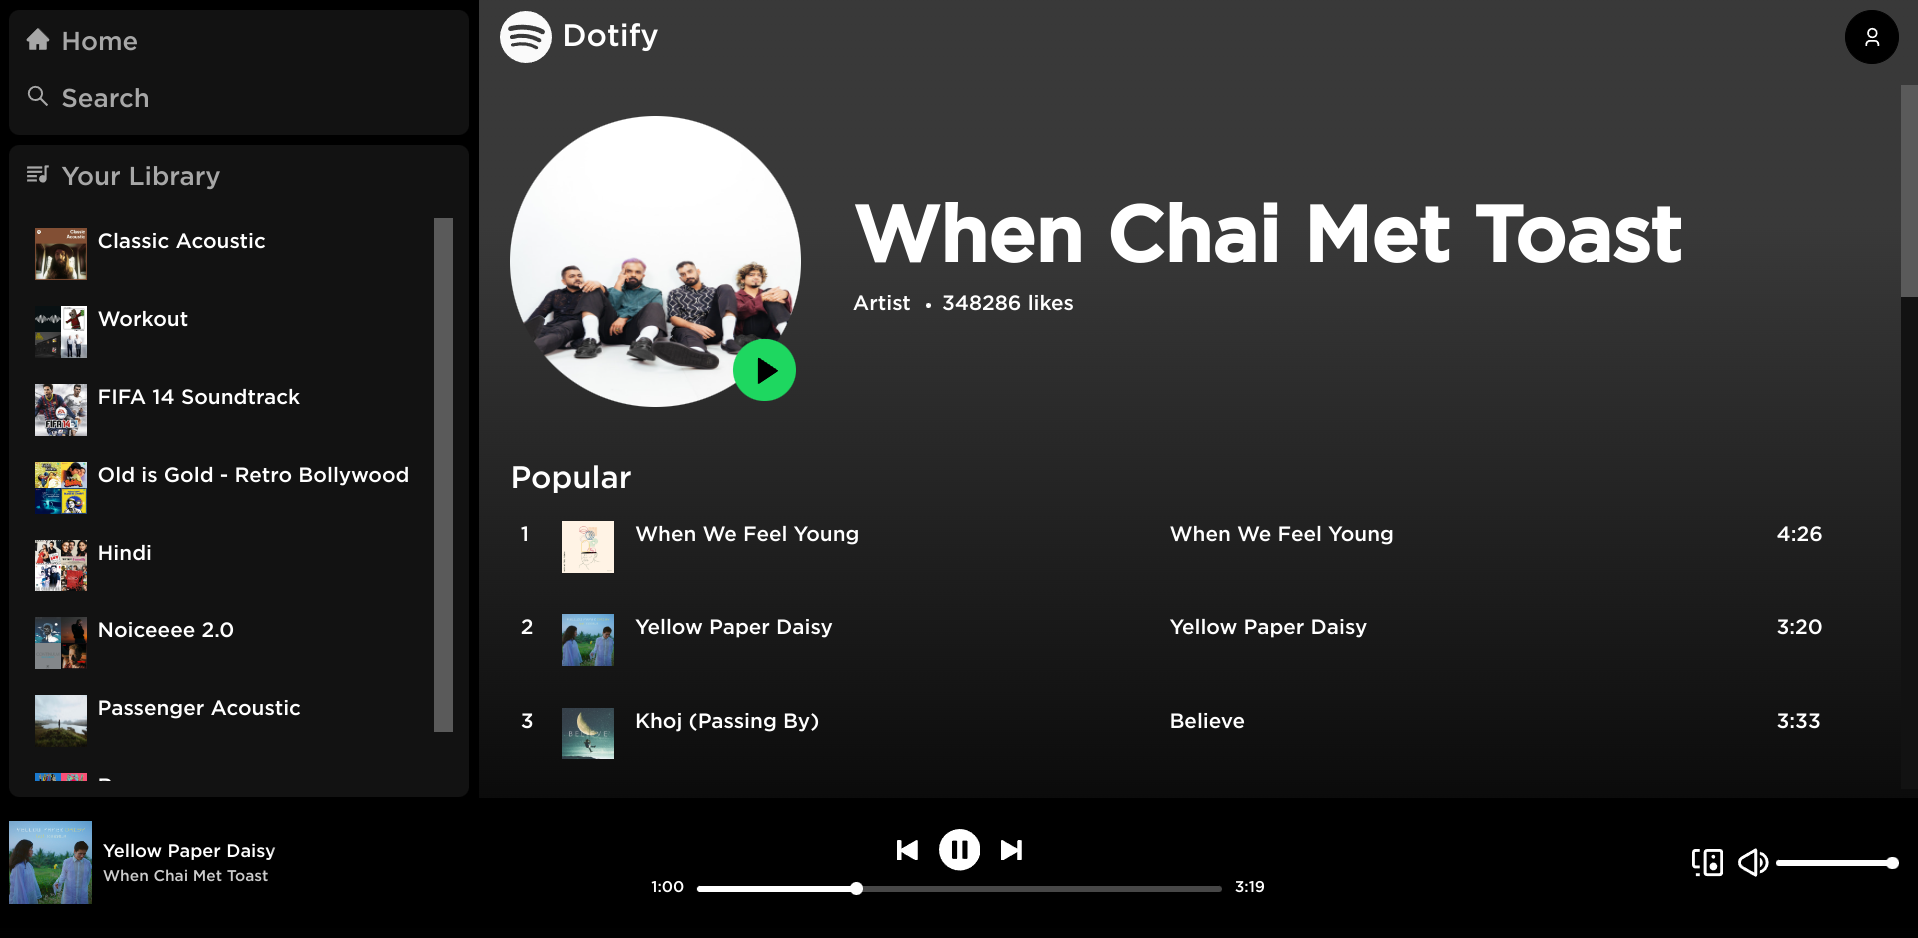 Home
Search
Your Library
Classic Acoustic
Workout
FIFA 14 Soundtrack
Old is Gold - Retro Bollywood
Hindi
Noiceeee 2.0
Passenger Acoustic
Dotify
When Chai Met Toast
Artist • 348286 likes
Popular
1 When We Feel Young When We Feel Young 4:26
2 Yellow Paper Daisy Yellow Paper Daisy 3:20
3 BELIEVE Khoj (Passing By) Believe 3:33
Yellow Paper Daisy
When Chai Met Toast
1:00 3:19